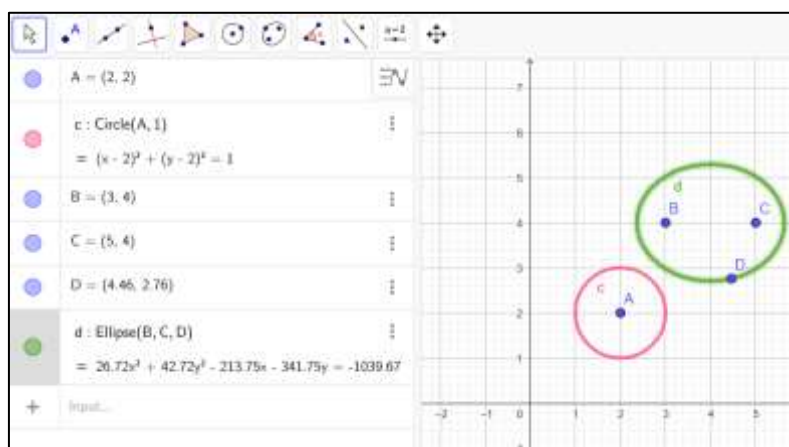 a=2
A = (2, 2)
c : Circle(A, 1)
= (x - 2)² + (y - 2)² = 1
B = (3, 4)
C = (5, 4)
D = (4.46, 2.76)
d : Ellipse(B, C, D)
= 26.72x² + 42.72y² - 213.75x - 341.75y = -1039.67
Input...
7
6
5
4
3
2
1
0
-2 -1 0 1 2 3 4 5
d
B
C
D
c
A